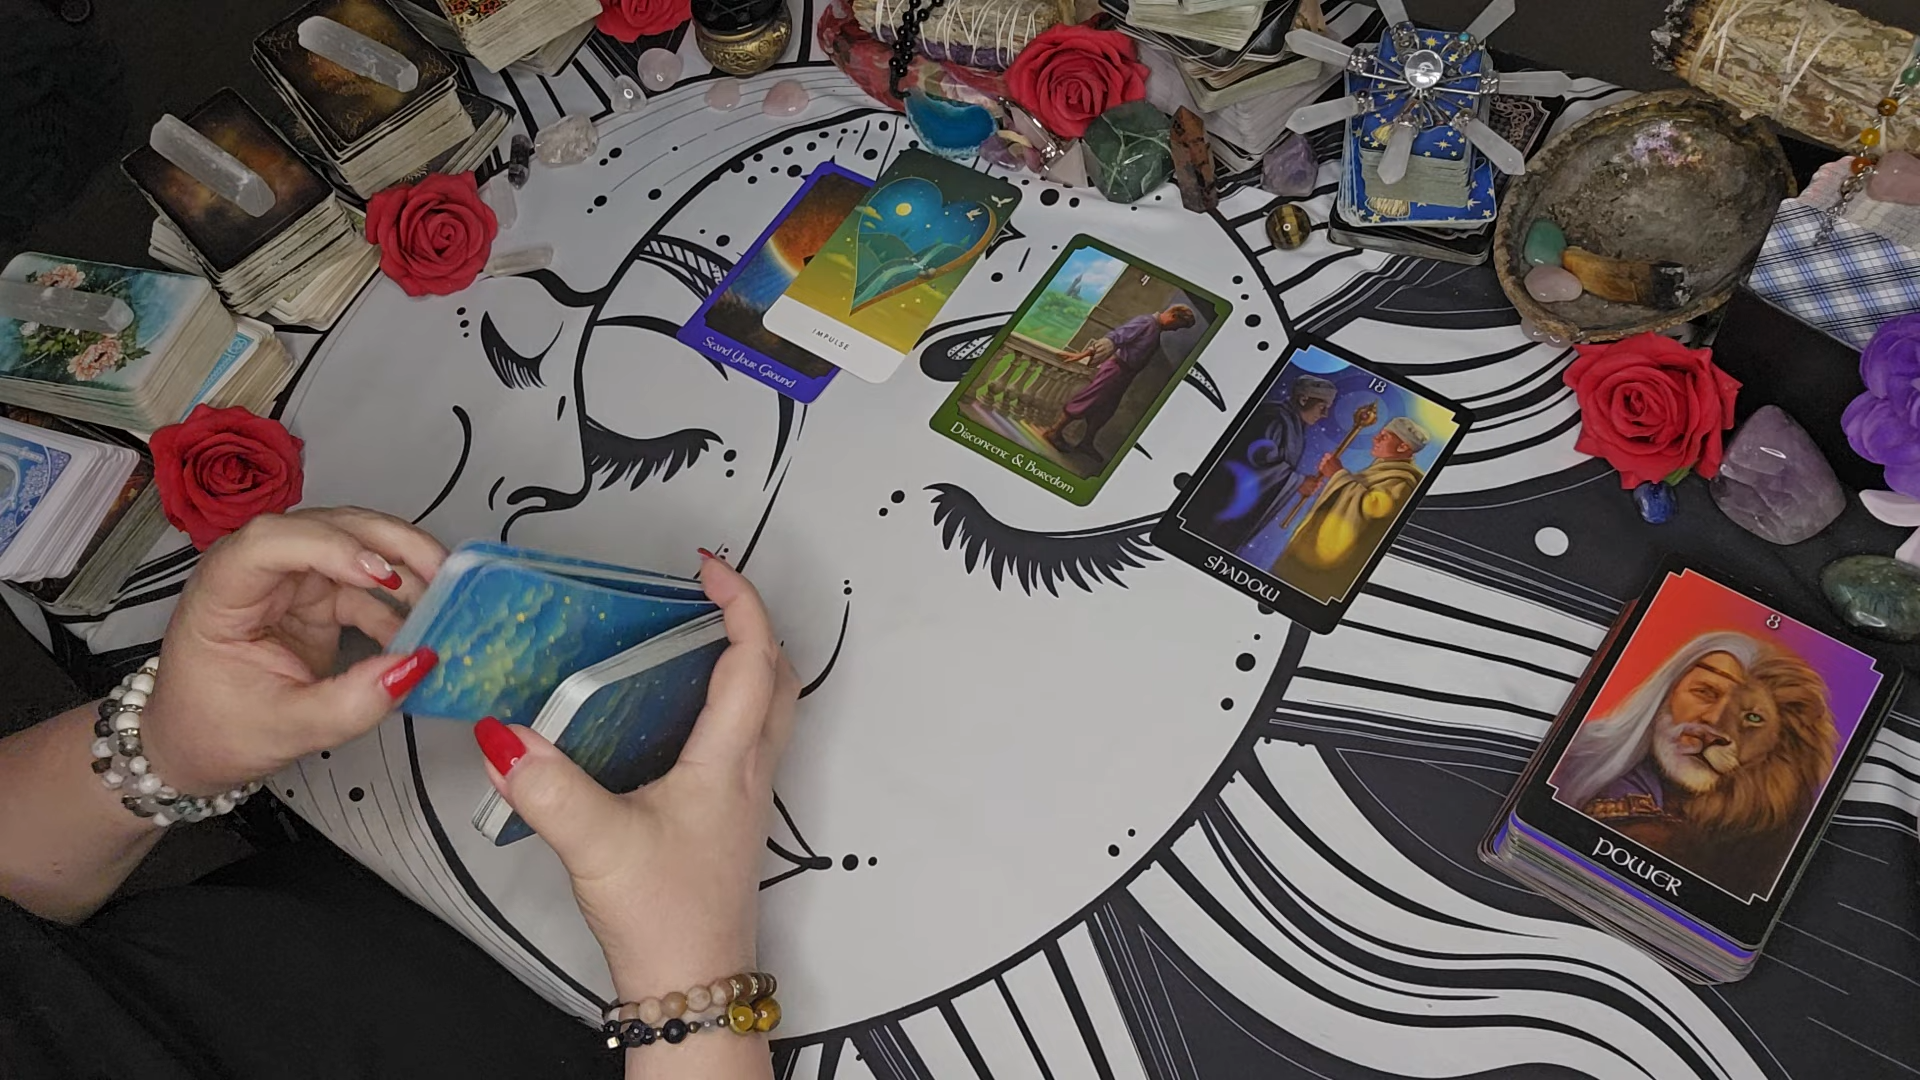 Stand Your Ground
IMPULSE
4
Discontent & Boredom
18
SHADOW
8
POWER